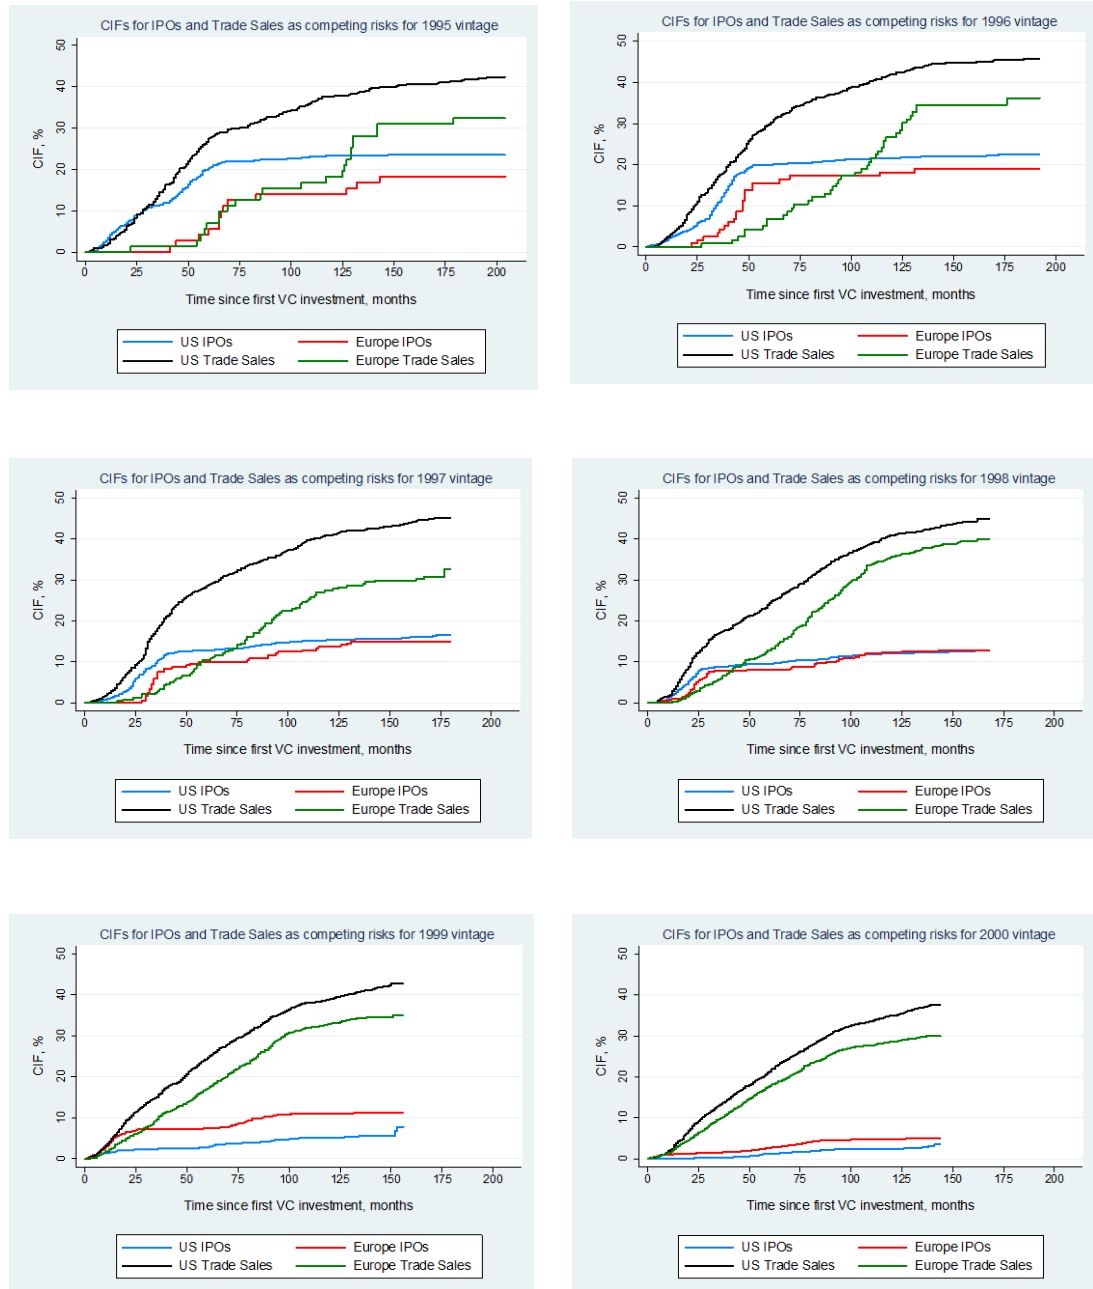 CIFs for IPOs and Trade Sales as competing risks for 1995 vintage
CIF, %
0 10 20 30 40 50
0 25 50 75 100 125 150 175 200
Time since first VC investment, months
US IPOs Europe IPOs
US Trade Sales Europe Trade Sales
CIFs for IPOs and Trade Sales as competing risks for 1996 vintage
CIF, %
0 10 20 30 40 50
0 25 50 75 100 125 150 175 200
Time since first VC investment, months
US IPOs Europe IPOs
US Trade Sales Europe Trade Sales
CIFs for IPOs and Trade Sales as competing risks for 1997 vintage
CIF, %
0 10 20 30 40 50
0 25 50 75 100 125 150 175 200
Time since first VC investment, months
US IPOs Europe IPOs
US Trade Sales Europe Trade Sales
CIFs for IPOs and Trade Sales as competing risks for 1998 vintage
CIF, %
0 10 20 30 40 50
0 25 50 75 100 125 150 175 200
Time since first VC investment, months
US IPOs Europe IPOs
US Trade Sales Europe Trade Sales
CIFs for IPOs and Trade Sales as competing risks for 1999 vintage
CIF, %
0 10 20 30 40 50
0 25 50 75 100 125 150 175 200
Time since first VC investment, months
US IPOs Europe IPOs
US Trade Sales Europe Trade Sales
CIFs for IPOs and Trade Sales as competing risks for 2000 vintage
CIF, %
0 10 20 30 40 50
0 25 50 75 100 125 150 175 200
Time since first VC investment, months
US IPOs Europe IPOs
US Trade Sales Europe Trade Sales